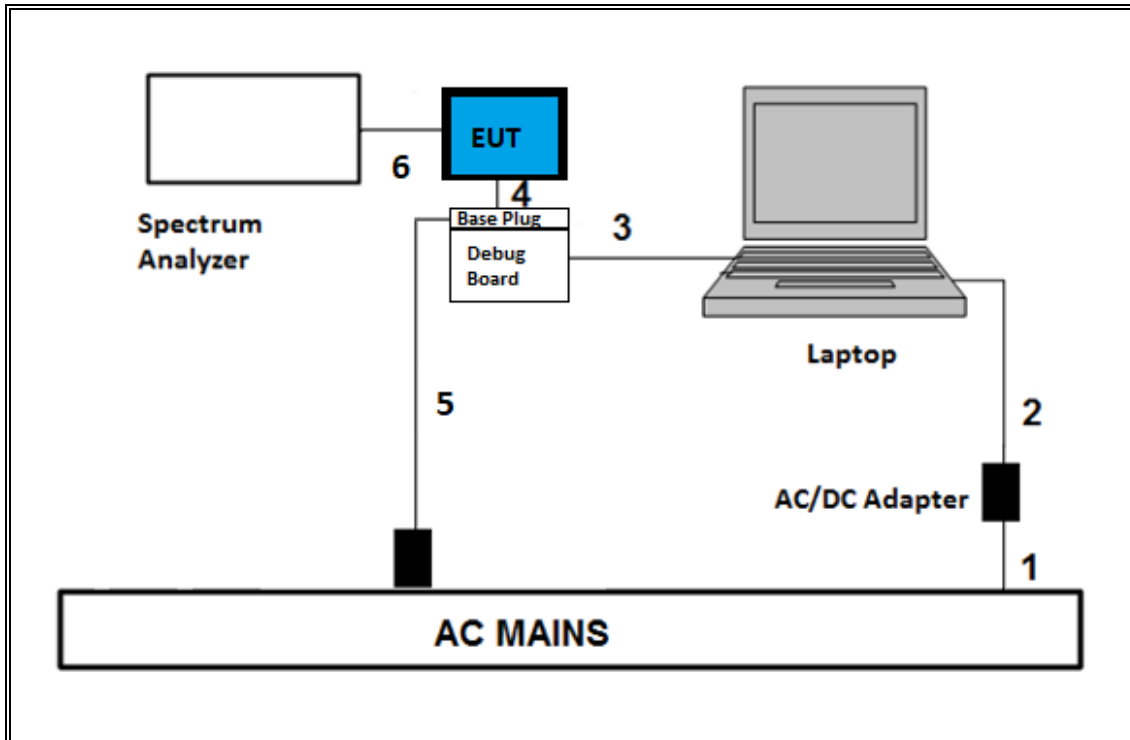 EUT
6
4
Spectrum
Analyzer
Base Plug
Debug
Board
3
Laptop
5
2
AC/DC Adapter
1
AC MAINS